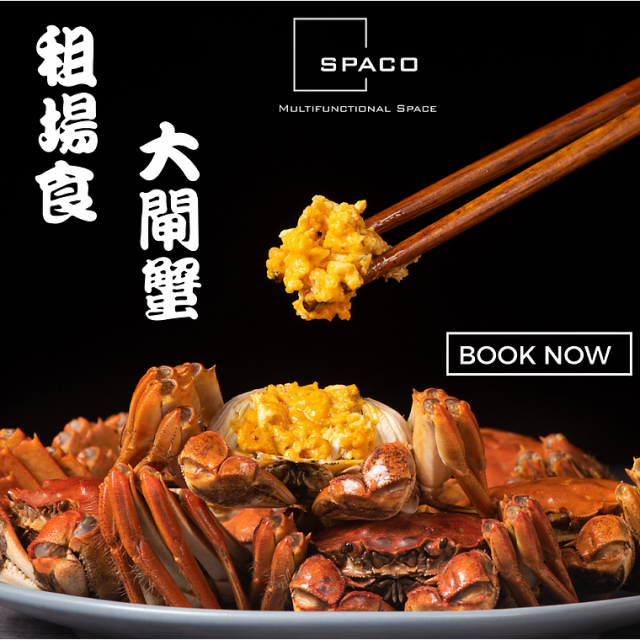 租場食
大閘蟹
SPACO
MULTIFUNCTIONAL SPACE
BOOK NOW